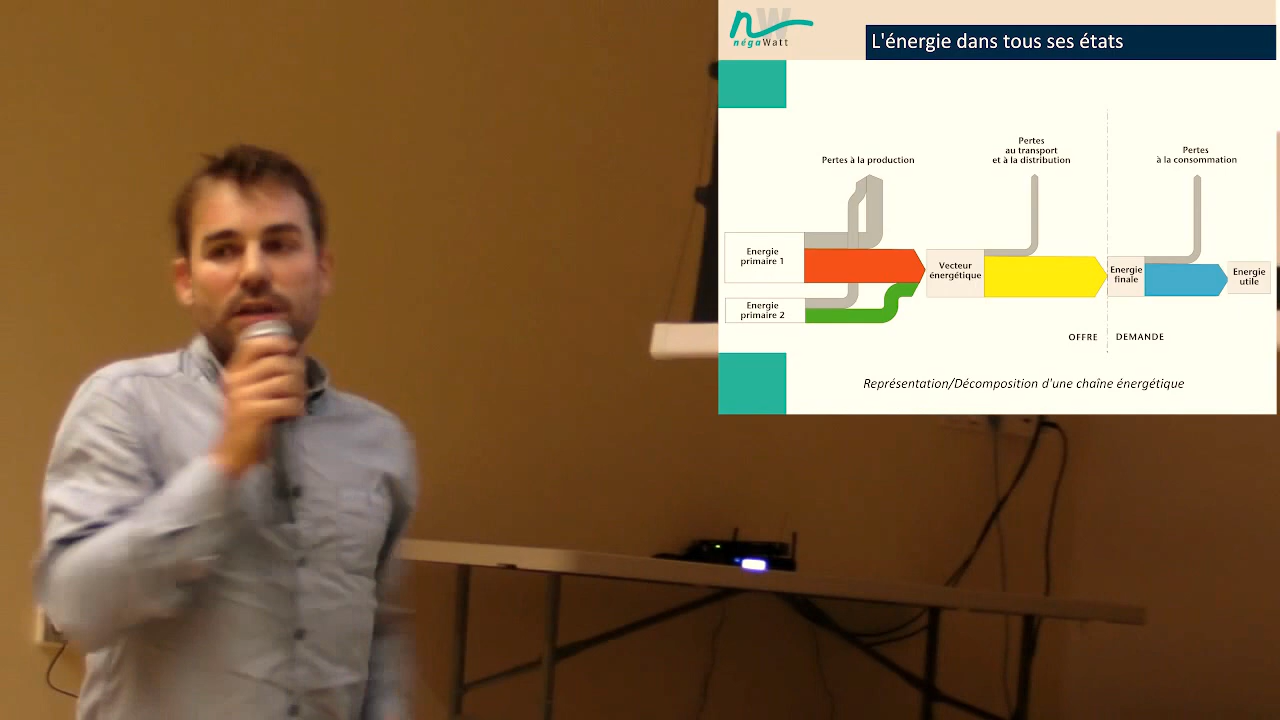 nW
négaWatt
L'énergie dans tous ses états
Pertes à la production
Pertes
au transport
et à la distribution
Pertes
à la consommation
Energie
primaire 1
Energie
primaire 2
Vecteur
énergétique
Energie
finale
Energie
utile
OFFRE
DEMANDE
Représentation/Décomposition d'une chaîne énergétique